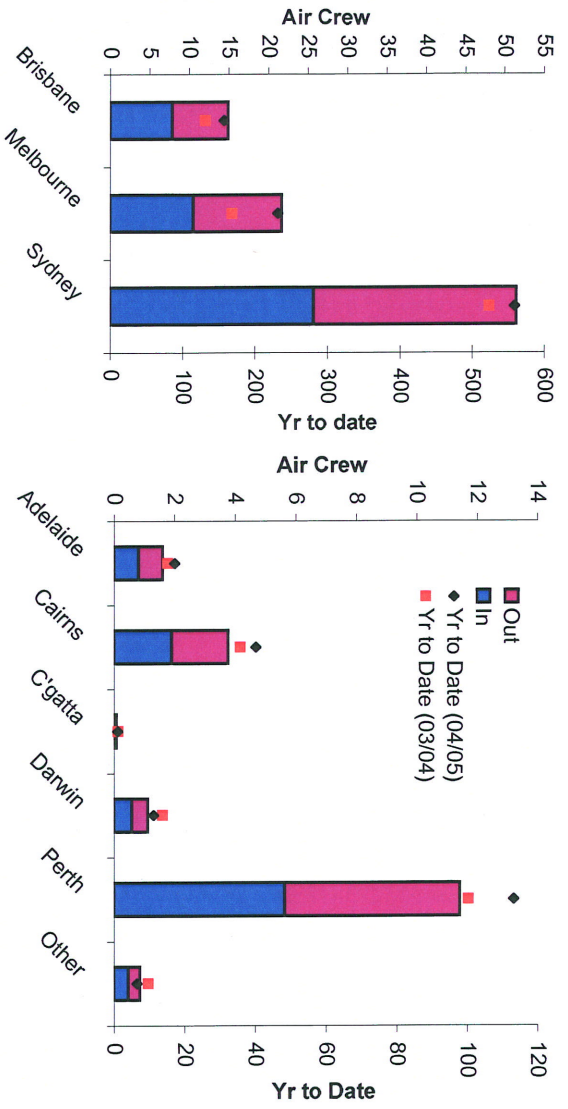 Air Crew
0 5 10 15 20 25 30 35 40 45 50 55
Brisbane
Melbourne
Sydney
0 100 200 300 400 500 600
Yr to date
Air Crew
0 2 4 6 8 10 12 14
Adelaide
Cairns
C'gatta
Darwin
Perth
Other
Out
In
Yr to Date (04/05)
Yr to Date (03/04)
0 20 40 60 80 100 120
Yr to Date